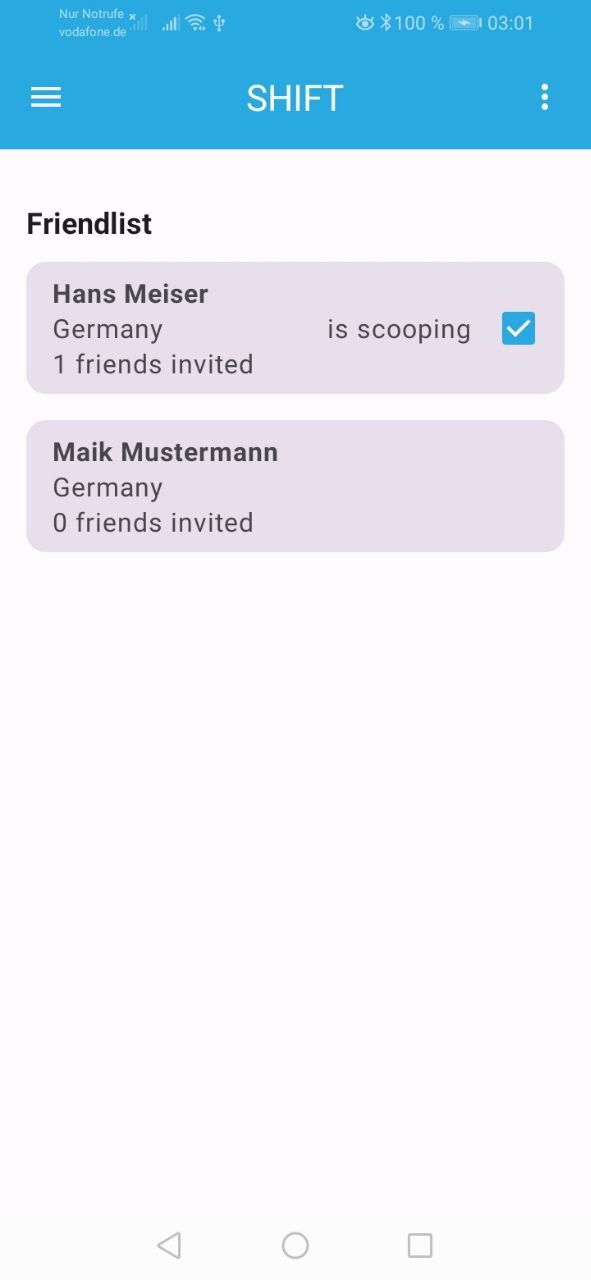 Nur Notrufe
vodafone.de
100 % 03:01
SHIFT
Friendlist
Hans Meiser
Germany is scooping
1 friends invited
Maik Mustermann
Germany
0 friends invited